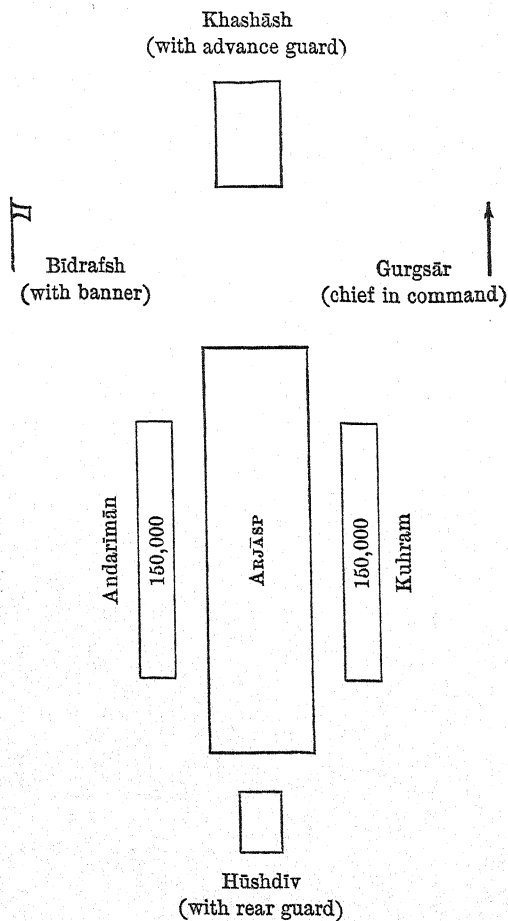 Khashāsh
(with advance guard)
Bīdrafsh
(with banner)
Gurgsār
(chief in command)
Andarīmān
150,000
ARJĀSP
150,000
Kuhram
Hūshdīv
(with rear guard)